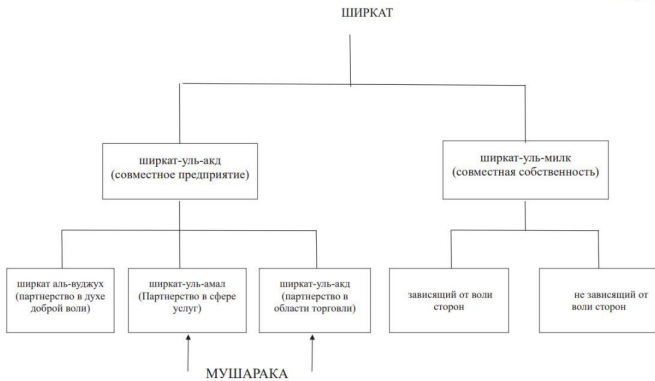 ШИРКАТ
ширкат-уль-акд
(совместное предприятие)
ширкат-уль-милк
(совместная собственность)
ширкат аль-вуджух
(партнерство в духе
доброй воли)
ширкат-уль-амал
(Партнерство в сфере
услуг)
ширкат-уль-акд
(партнерство в
области торговли)
зависящий от воли
сторон
не зависящий от
воли сторон
МУШАРАКА